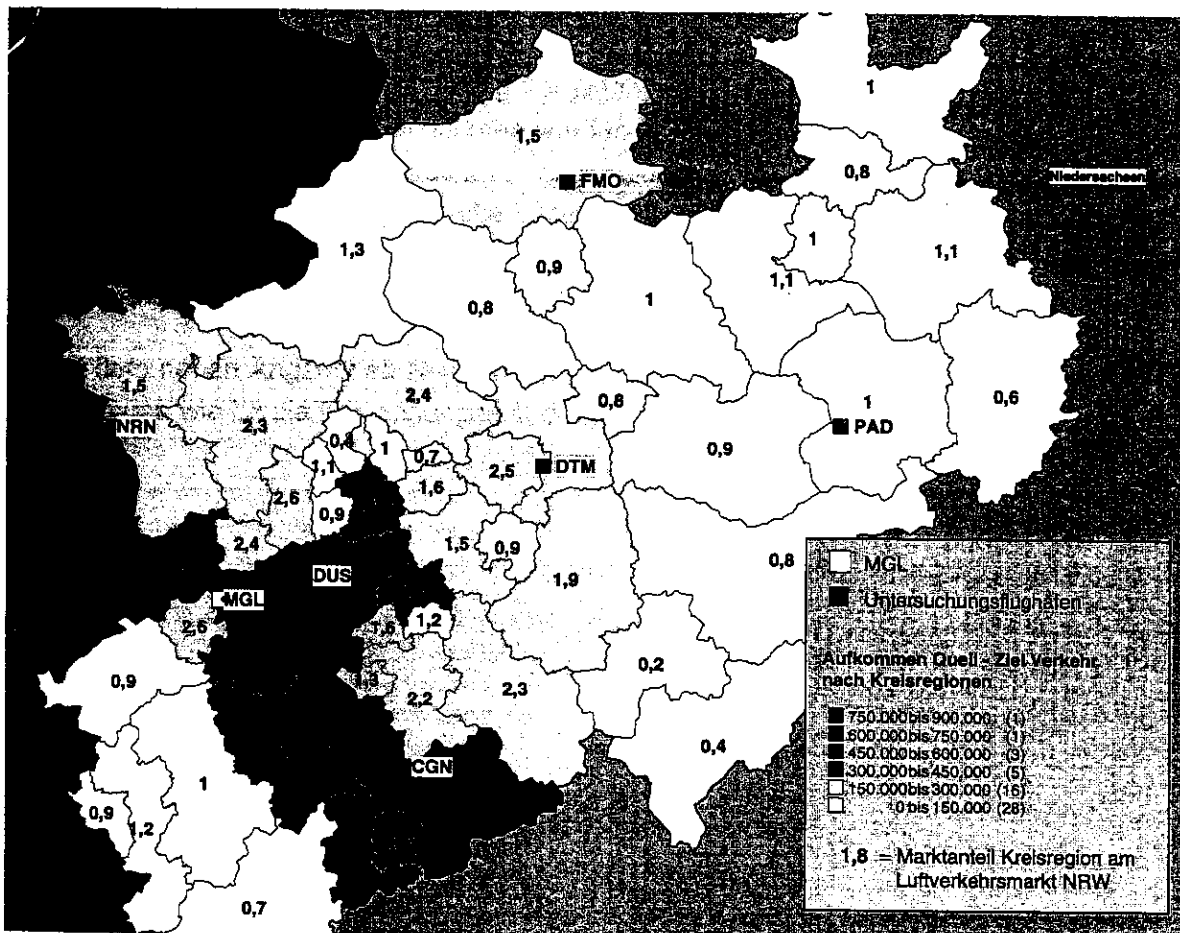 1
1,5
FMO
0,8
Niedersachsen
1,3
0,9
1
1,1
1,1
0,8
1
1,5
2,4
0,8
1
0,6
NRN
2,3
0,8
1
0,7
0,9
PAD
1,1
2,5
DTM
2,6
1,6
0,9
2,4
1,5
0,9
0,8
DUS
1,9
MGL
2,6
1,6
1,2
0,2
0,9
1,3
2,2
2,3
0,4
CGN
1
0,9
1,2
0,7
MGL
Untersuchungsflughäfen
Aufkommen Quell - Ziel Verkehr
nach Kreisregionen
750.000 bis 900.000 (1)
600.000 bis 750.000 (1)
450.000 bis 600.000 (3)
300.000 bis 450.000 (5)
150.000 bis 300.000 (16)
0 bis 150.000 (28)
1,8 = Marktanteil Kreisregion am
Luftverkehrsmarkt NRW